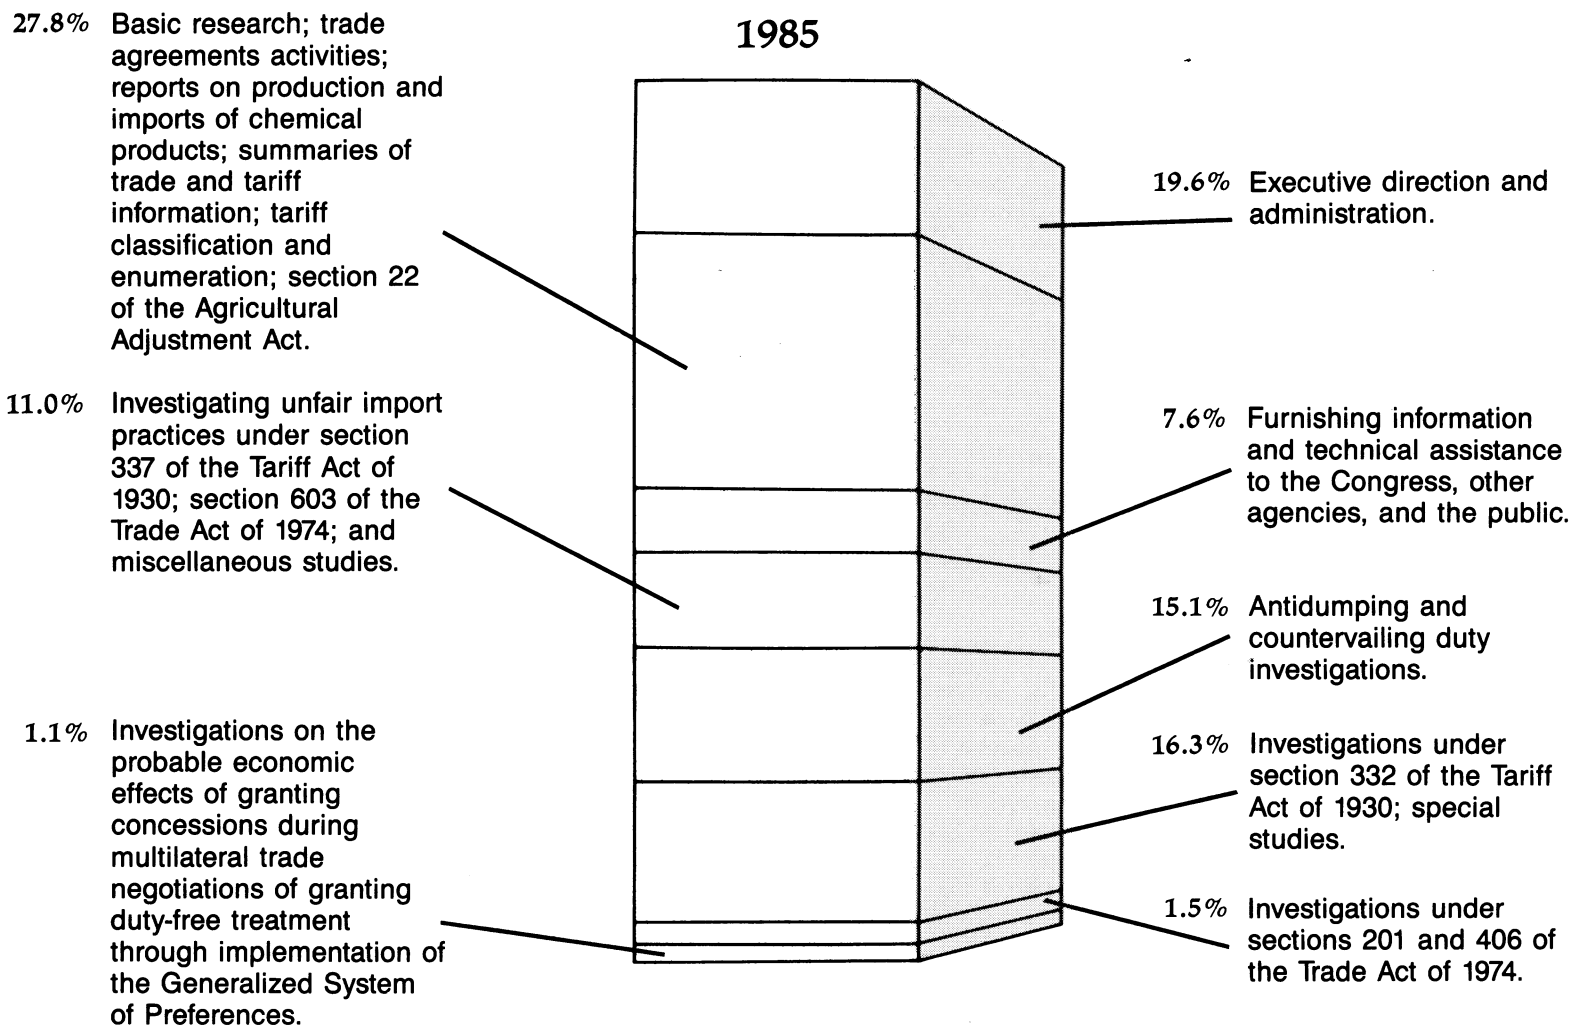 1985
27.8% Basic research; trade
agreements activities;
reports on production and
imports of chemical
products; summaries of
trade and tariff
information; tariff
classification and
enumeration; section 22
of the Agricultural
Adjustment Act.
11.0% Investigating unfair import
practices under section
337 of the Tariff Act of
1930; section 603 of the
Trade Act of 1974; and
miscellaneous studies.
1.1% Investigations on the
probable economic
effects of granting
concessions during
multilateral trade
negotiations of granting
duty-free treatment
through implementation of
the Generalized System
of Preferences.
19.6% Executive direction and
administration.
7.6% Furnishing information
and technical assistance
to the Congress, other
agencies, and the public.
15.1% Antidumping and
countervailing duty
investigations.
16.3% Investigations under
section 332 of the Tariff
Act of 1930; special
studies.
1.5% Investigations under
sections 201 and 406 of
the Trade Act of 1974.